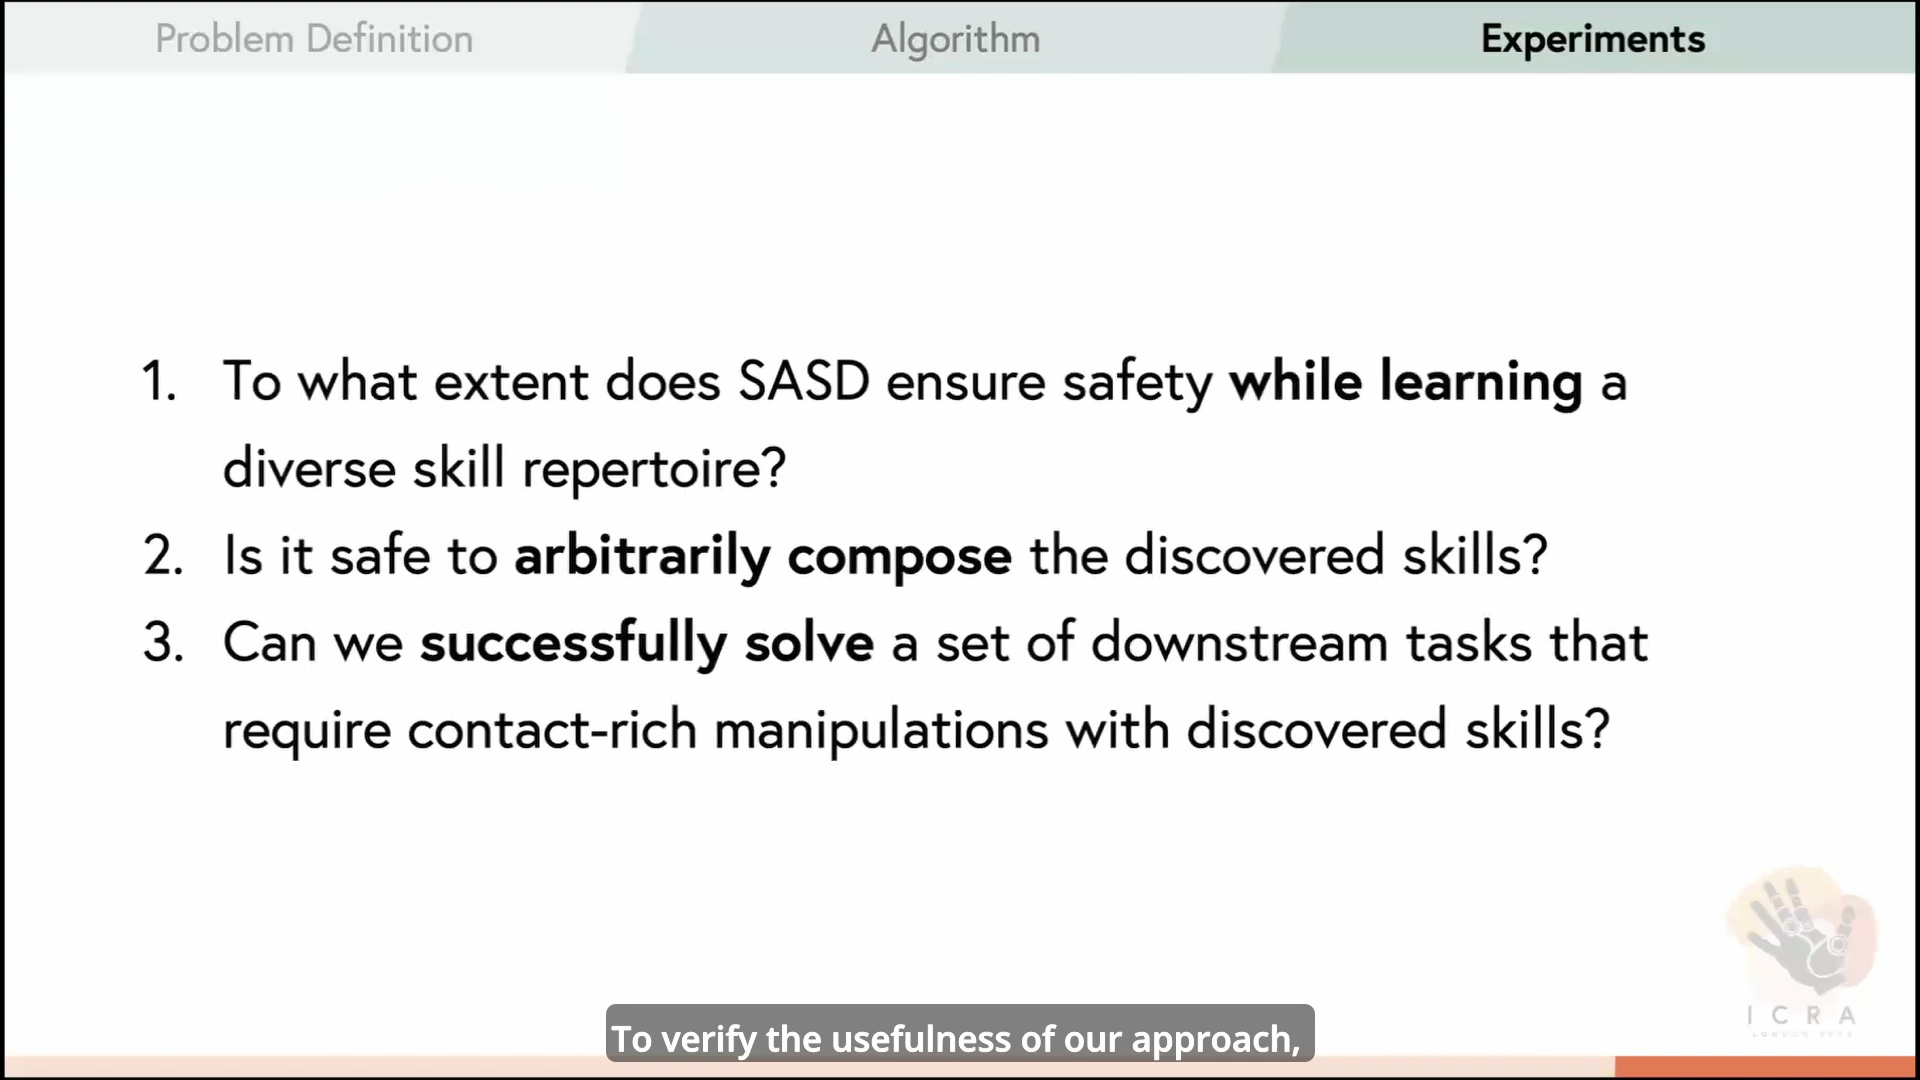 Problem Definition
Algorithm
Experiments
1. To what extent does SASD ensure safety while learning a
diverse skill repertoire?
2. Is it safe to arbitrarily compose the discovered skills?
3. Can we successfully solve a set of downstream tasks that
require contact-rich manipulations with discovered skills?
ICRA
To verify the usefulness of our approach,